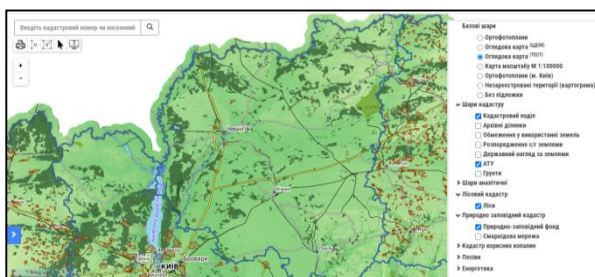 Введіть кадастровий номер чи населений
+
-
Чернігів
Ніжин
Бровари
КИЇВ
Базові шари
Ортофотоплани
Оглядова карта (ЦДЗК)
Оглядова карта (ТЕСТ)
Карта масштабу М 1:100000
Ортофотоплани (м. Київ)
Незареєстровані території (картограма)
Без підложки
Шари кадастру
Кадастровий поділ
Архівні ділянки
Обмеження у використанні земель
Розпорядження с/г землями
Державний нагляд за землями
АТУ
Ґрунти
Шари аналітичні
Лісовий кадастр
Ліси
Природно заповідний кадастр
Природно-заповідний фонд
Смарагдова мережа
Кадастр корисних копалин
Посіви
Енергетика